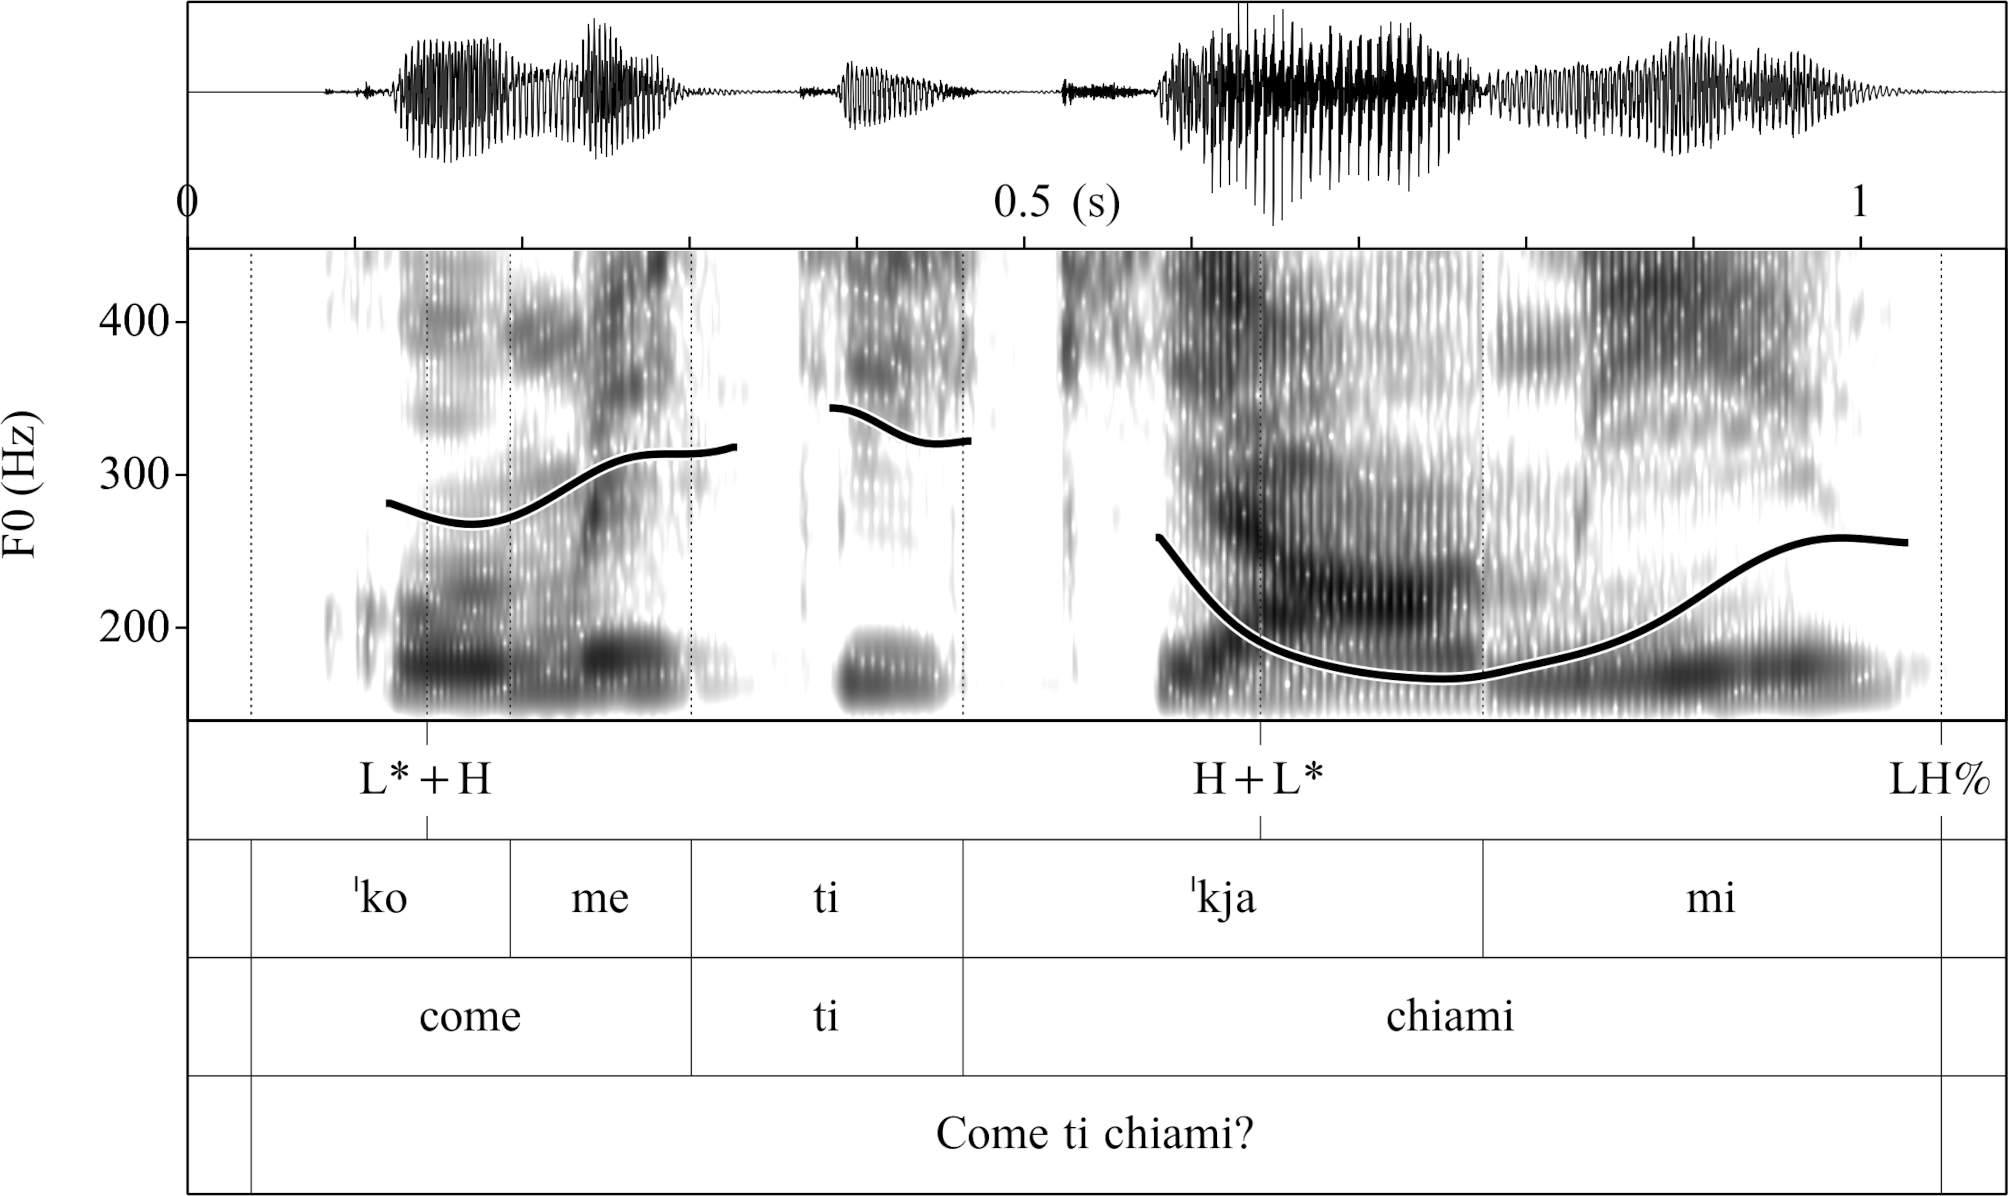 0 0.5 (s) 1
400
300
200
F0 (Hz)
L*+H H+L* LH%
ˈko me ti ˈkja mi
come ti chiami
Come ti chiami?